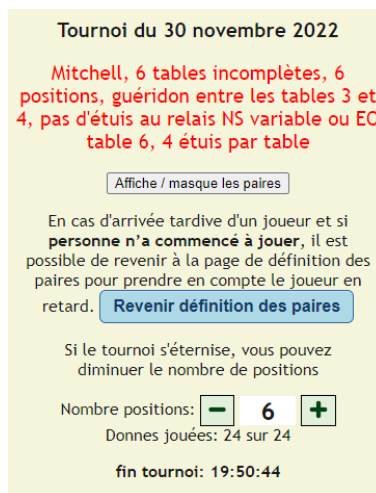 Tournoi du 30 novembre 2022
Mitchell, 6 tables incomplètes, 6
positions, guéridon entre les tables 3 et
4, pas d'étuis au relais NS variable ou EO
table 6, 4 étuis par table
Affiche / masque les paires
En cas d'arrivée tardive d'un joueur et si
personne n’a commencé à jouer, il est
possible de revenir à la page de définition des
paires pour prendre en compte le joueur en
retard. Revenir définition des paires
Si le tournoi s'éternise, vous pouvez
diminuer le nombre de positions
Nombre positions: − 6 +
Donnes jouées: 24 sur 24
fin tournoi: 19:50:44